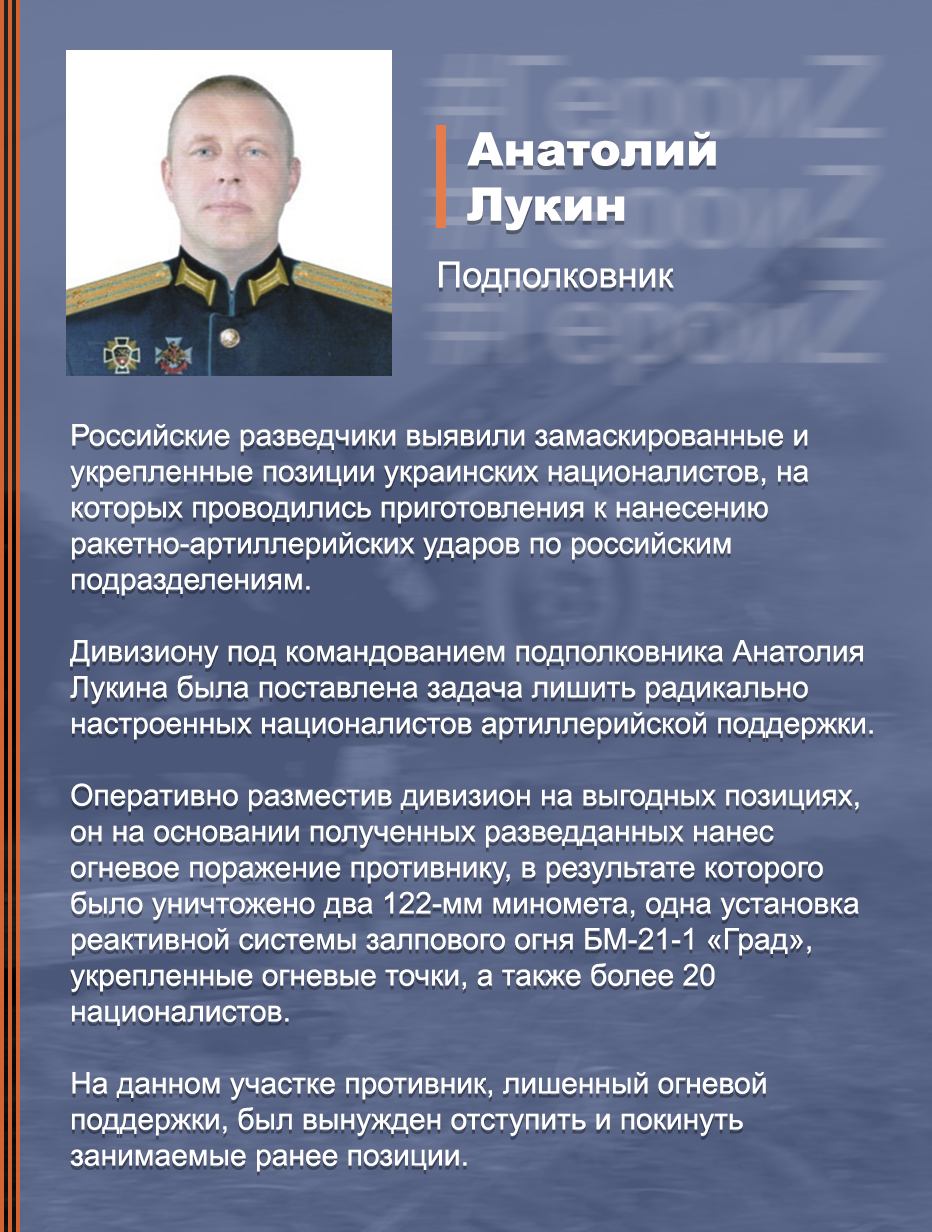 #ГероиZ
Анатолий
#ГероиZ
Лукин
Подполковник
#ГероиZ
Российские разведчики выявили замаскированные и
укрепленные позиции украинских националистов, на
которых проводились приготовления к нанесению
ракетно-артиллерийских ударов по российским
подразделениям.
Дивизиону под командованием подполковника Анатолия
Лукина была поставлена задача лишить радикально
настроенных националистов артиллерийской поддержки.
Оперативно разместив дивизион на выгодных позициях,
он на основании полученных разведданных нанес
огневое поражение противнику, в результате которого
было уничтожено два 122-мм миномета, одна установка
реактивной системы залпового огня БМ-21-1 «Град»,
укрепленные огневые точки, а также более 20
националистов.
На данном участке противник, лишенный огневой
поддержки, был вынужден отступить и покинуть
занимаемые ранее позиции.